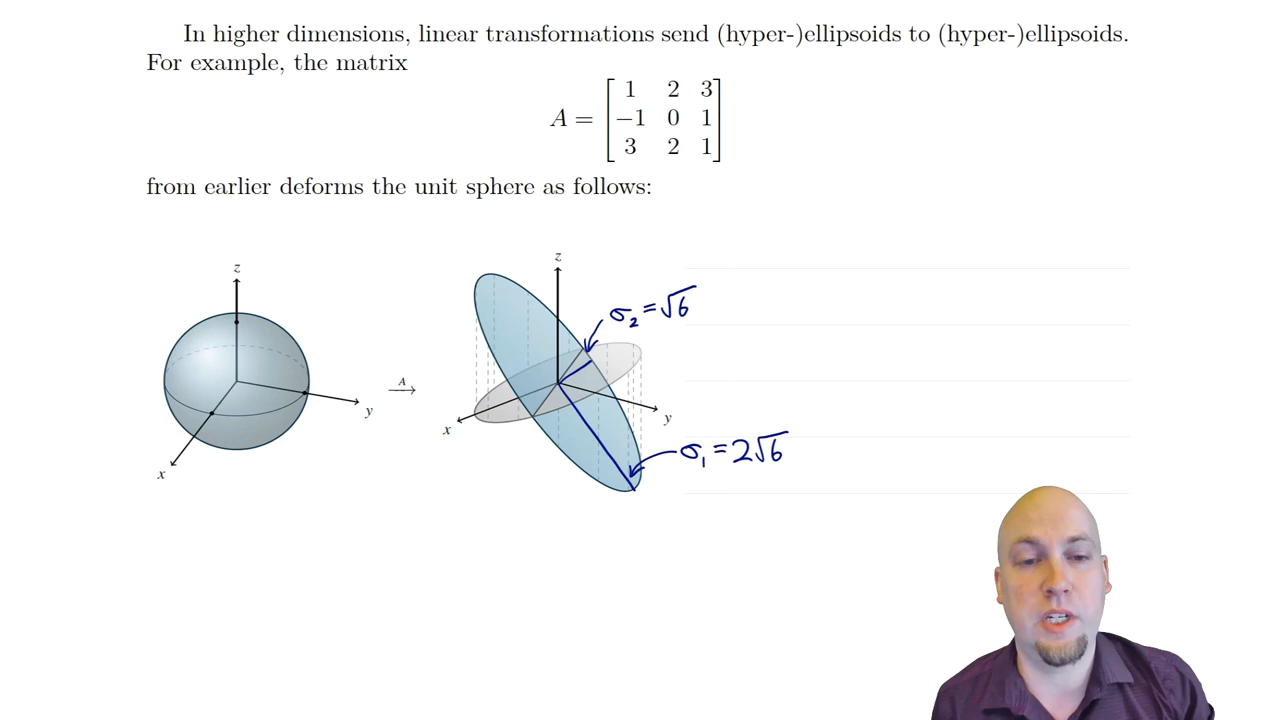 In higher dimensions, linear transformations send (hyper-)ellipsoids to (hyper-)ellipsoids.
For example, the matrix
A = [1 2 3
−1 0 1
3 2 1]
from earlier deforms the unit sphere as follows:
z
y
x
A
→
z
y
x
σ₂ = √6
σ₁ = 2√6